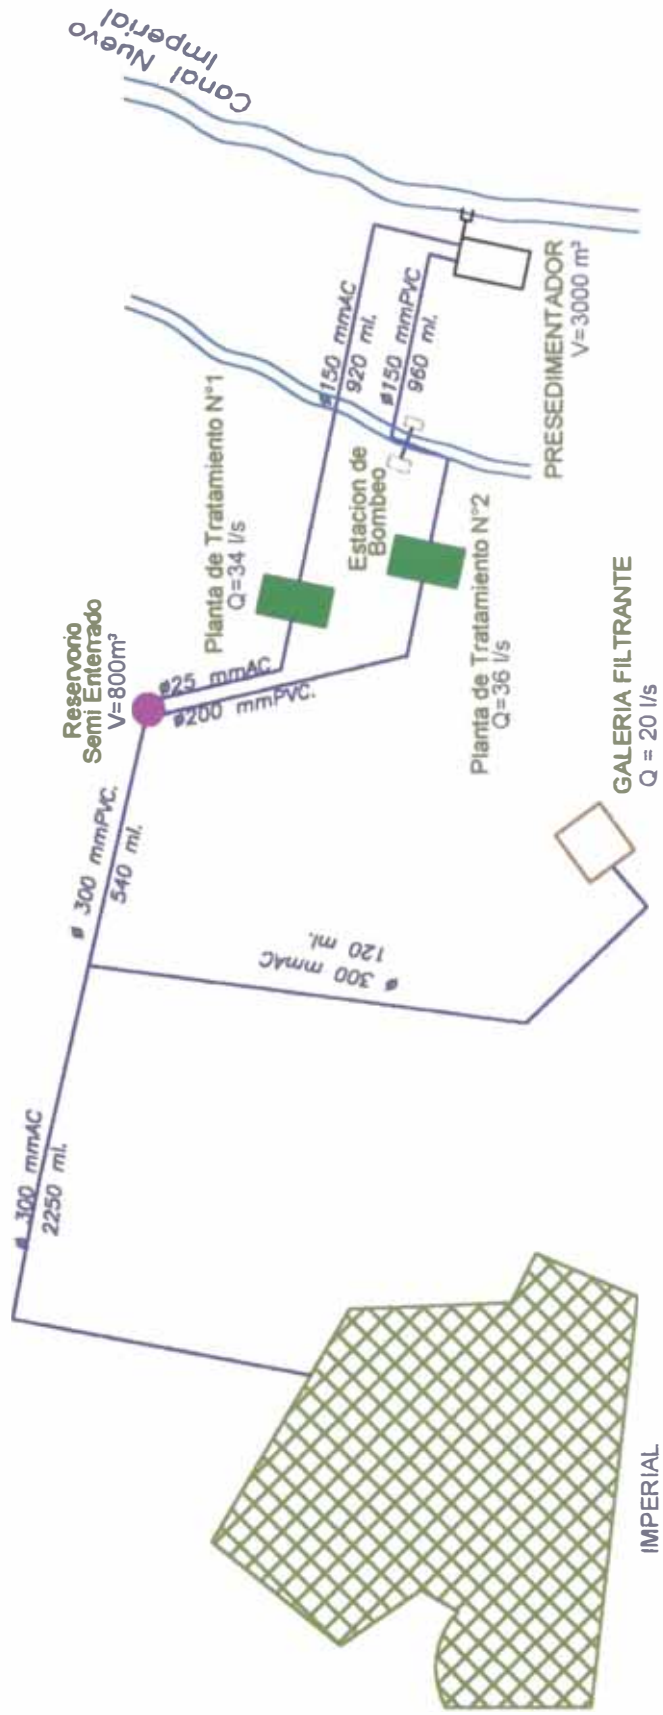 Canal Nuevo
Imperial
ø150 mmAC
920 ml.
ø150 mmPVC
960 ml.
PRESEDIMENTADOR
V=3000 m³
Planta de Tratamiento N°1
Q=34 l/s
Estacion de
Bombeo
Planta de Tratamiento N°2
Q=36 l/s
Reservorio
Semi Enterrado
V=800m³
ø25 mmAC
ø200 mmPVC.
ø 300 mmPVC.
540 ml.
ø 300 mmAC
120 ml.
GALERIA FILTRANTE
Q = 20 l/s
ø 300 mmAC
2250 ml.
IMPERIAL